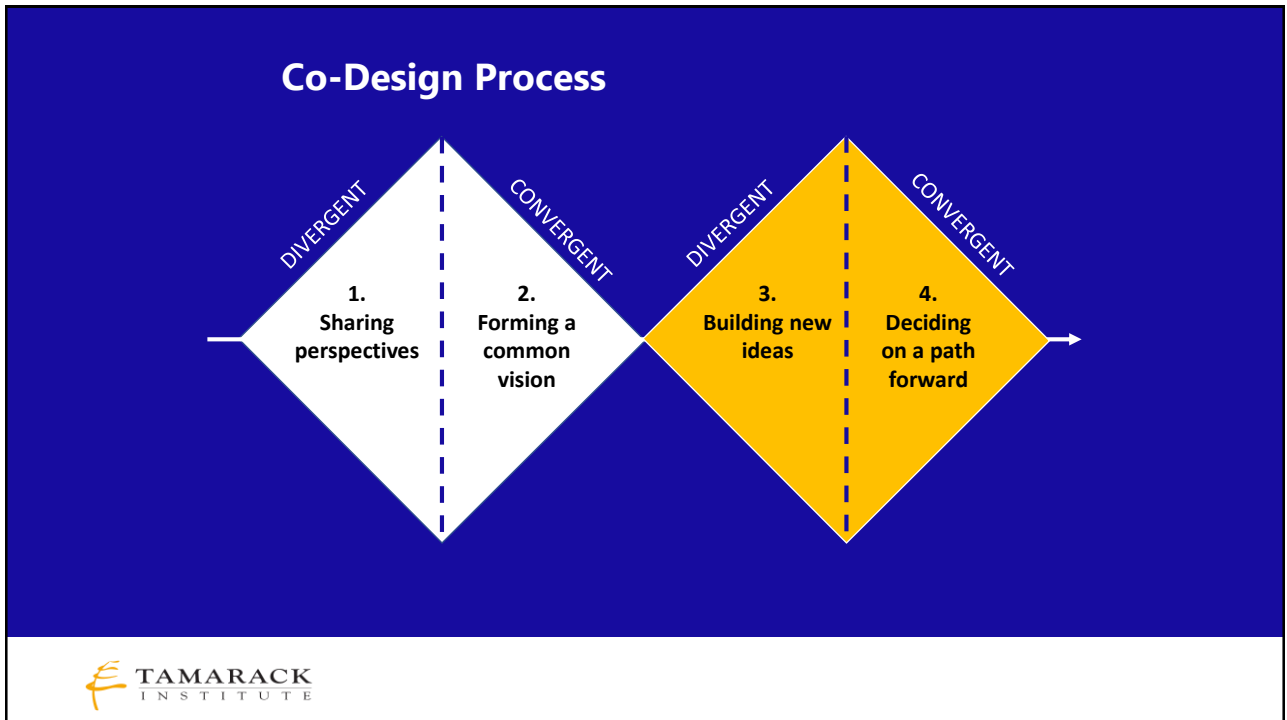 Co-Design Process
DIVERGENT
CONVERGENT
DIVERGENT
CONVERGENT
1.
Sharing
perspectives
2.
Forming a
common
vision
3.
Building new
ideas
4.
Deciding
on a path
forward
TAMARACK
INSTITUTE